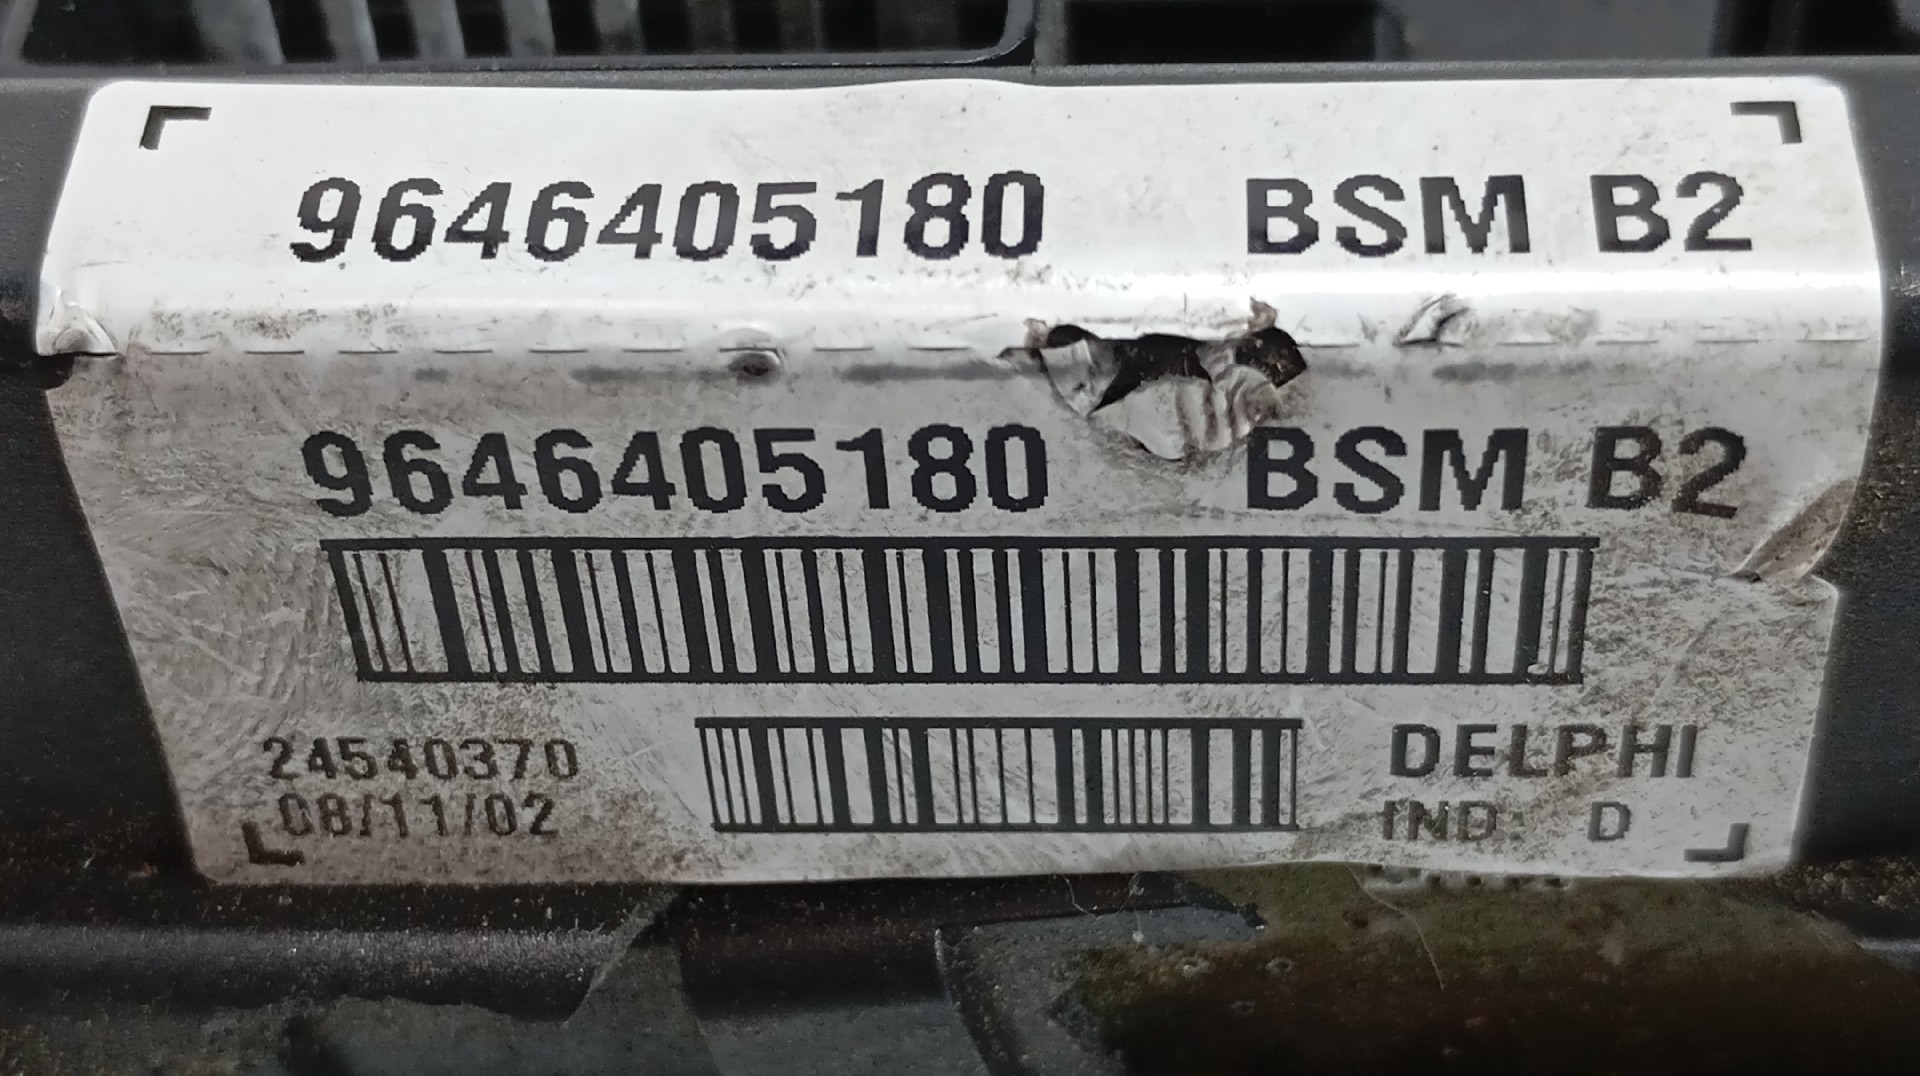 9646405180 BSM B2
9646405180 BSM B2
24540370
08/11/02
DELPHI
IND: D